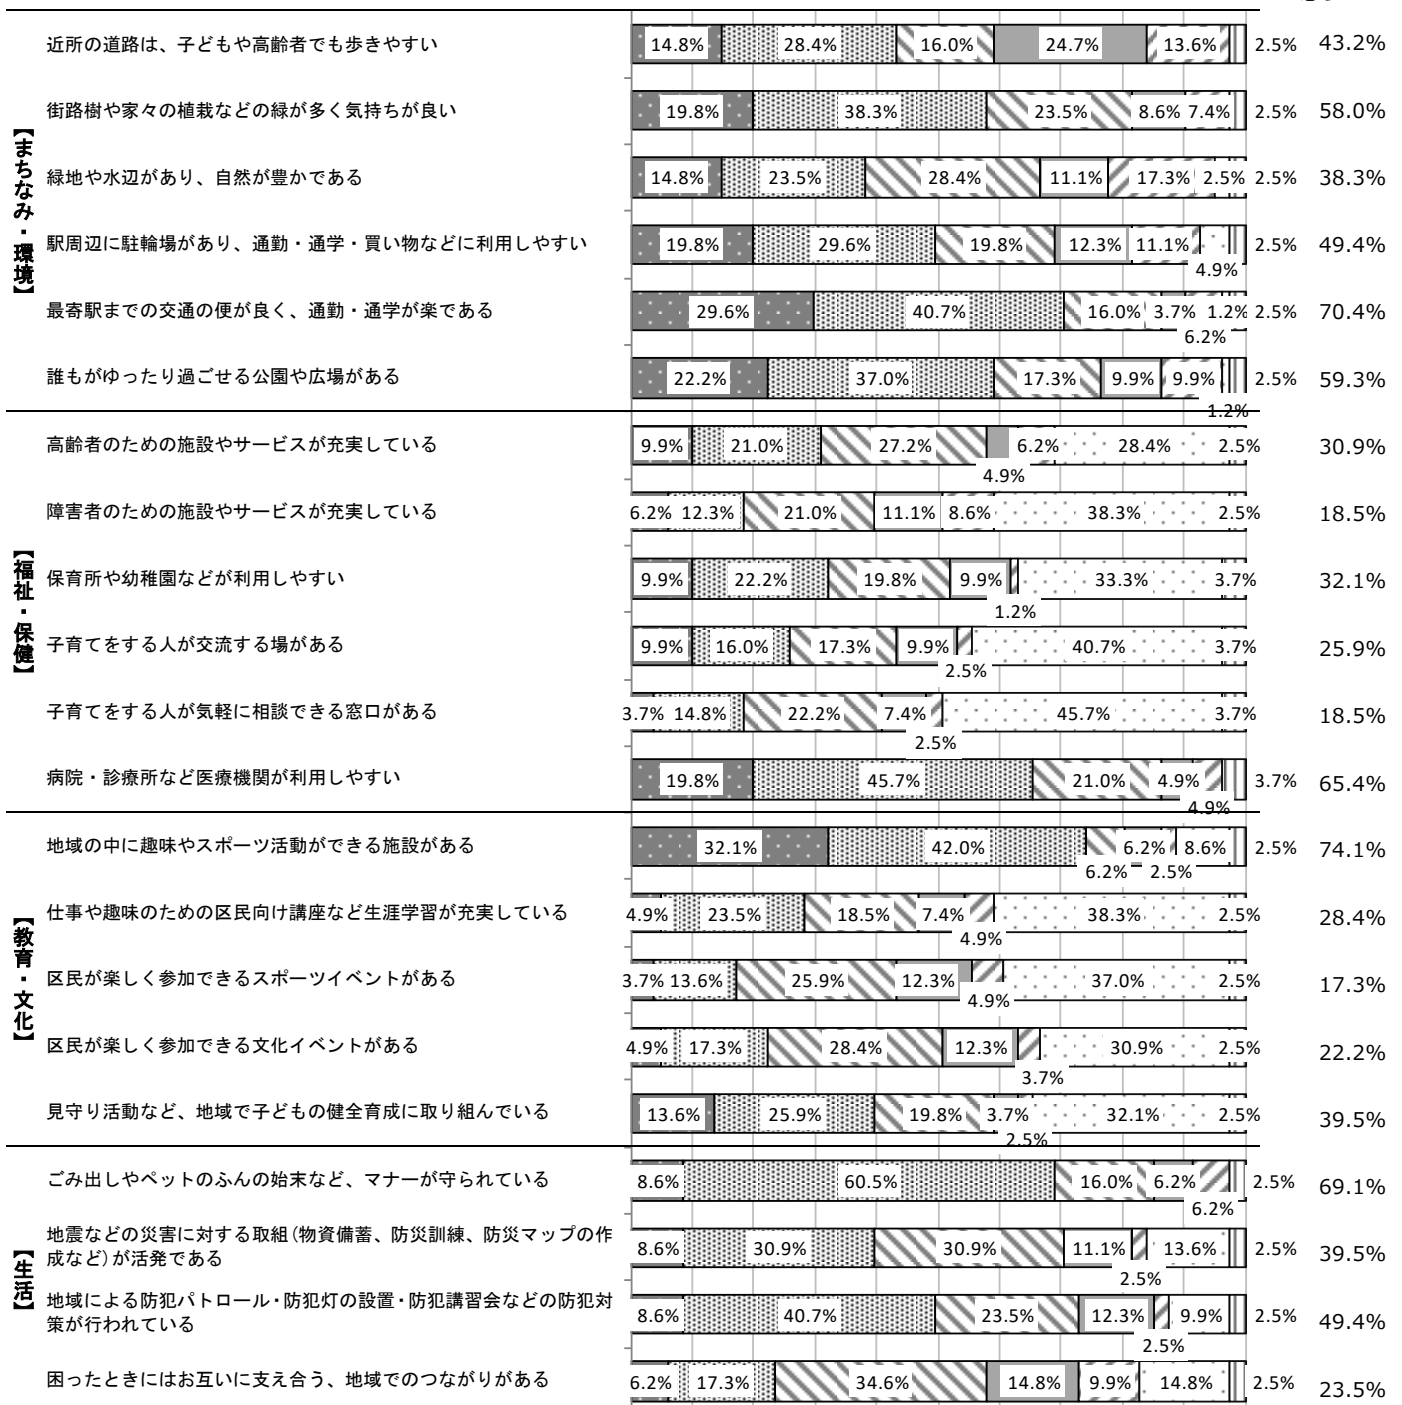 【まちなみ・環境】
近所の道路は、子どもや高齢者でも歩きやすい
14.8% 28.4% 16.0% 24.7% 13.6% 2.5% 43.2%
街路樹や家々の植栽などの緑が多く気持ちが良い
19.8% 38.3% 23.5% 8.6% 7.4% 2.5% 58.0%
緑地や水辺があり、自然が豊かである
14.8% 23.5% 28.4% 11.1% 17.3% 2.5% 2.5% 38.3%
駅周辺に駐輪場があり、通勤・通学・買い物などに利用しやすい
19.8% 29.6% 19.8% 12.3% 11.1% 2.5% 49.4%
4.9%
最寄駅までの交通の便が良く、通勤・通学が楽である
29.6% 40.7% 16.0% 3.7% 1.2% 2.5% 70.4%
6.2%
誰もがゆったり過ごせる公園や広場がある
22.2% 37.0% 17.3% 9.9% 9.9% 2.5% 59.3%
1.2%
【福祉・保健】
高齢者のための施設やサービスが充実している
9.9% 21.0% 27.2% 6.2% 28.4% 2.5% 30.9%
4.9%
障害者のための施設やサービスが充実している
6.2% 12.3% 21.0% 11.1% 8.6% 38.3% 2.5% 18.5%
保育所や幼稚園などが利用しやすい
9.9% 22.2% 19.8% 9.9% 33.3% 3.7% 32.1%
1.2%
子育てをする人が交流する場がある
9.9% 16.0% 17.3% 9.9% 40.7% 3.7% 25.9%
2.5%
子育てをする人が気軽に相談できる窓口がある
3.7% 14.8% 22.2% 7.4% 45.7% 3.7% 18.5%
2.5%
病院・診療所など医療機関が利用しやすい
19.8% 45.7% 21.0% 4.9% 3.7% 65.4%
4.9%
【教育・文化】
地域の中に趣味やスポーツ活動ができる施設がある
32.1% 42.0% 6.2% 8.6% 2.5% 74.1%
6.2% 2.5%
仕事や趣味のための区民向け講座など生涯学習が充実している
4.9% 23.5% 18.5% 7.4% 38.3% 2.5% 28.4%
4.9%
区民が楽しく参加できるスポーツイベントがある
3.7% 13.6% 25.9% 12.3% 37.0% 2.5% 17.3%
4.9%
区民が楽しく参加できる文化イベントがある
4.9% 17.3% 28.4% 12.3% 30.9% 2.5% 22.2%
3.7%
見守り活動など、地域で子どもの健全育成に取り組んでいる
13.6% 25.9% 19.8% 3.7% 32.1% 2.5% 39.5%
2.5%
【生活】
ごみ出しやペットのふんの始末など、マナーが守られている
8.6% 60.5% 16.0% 6.2% 2.5% 69.1%
6.2%
地震などの災害に対する取組(物資備蓄、防災訓練、防災マップの作
成など)が活発である
8.6% 30.9% 30.9% 11.1% 13.6% 2.5% 39.5%
2.5%
地域による防犯パトロール・防犯灯の設置・防犯講習会などの防犯対
策が行われている
8.6% 40.7% 23.5% 12.3% 9.9% 2.5% 49.4%
2.5%
困ったときにはお互いに支え合う、地域でのつながりがある
6.2% 17.3% 34.6% 14.8% 9.9% 14.8% 2.5% 23.5%